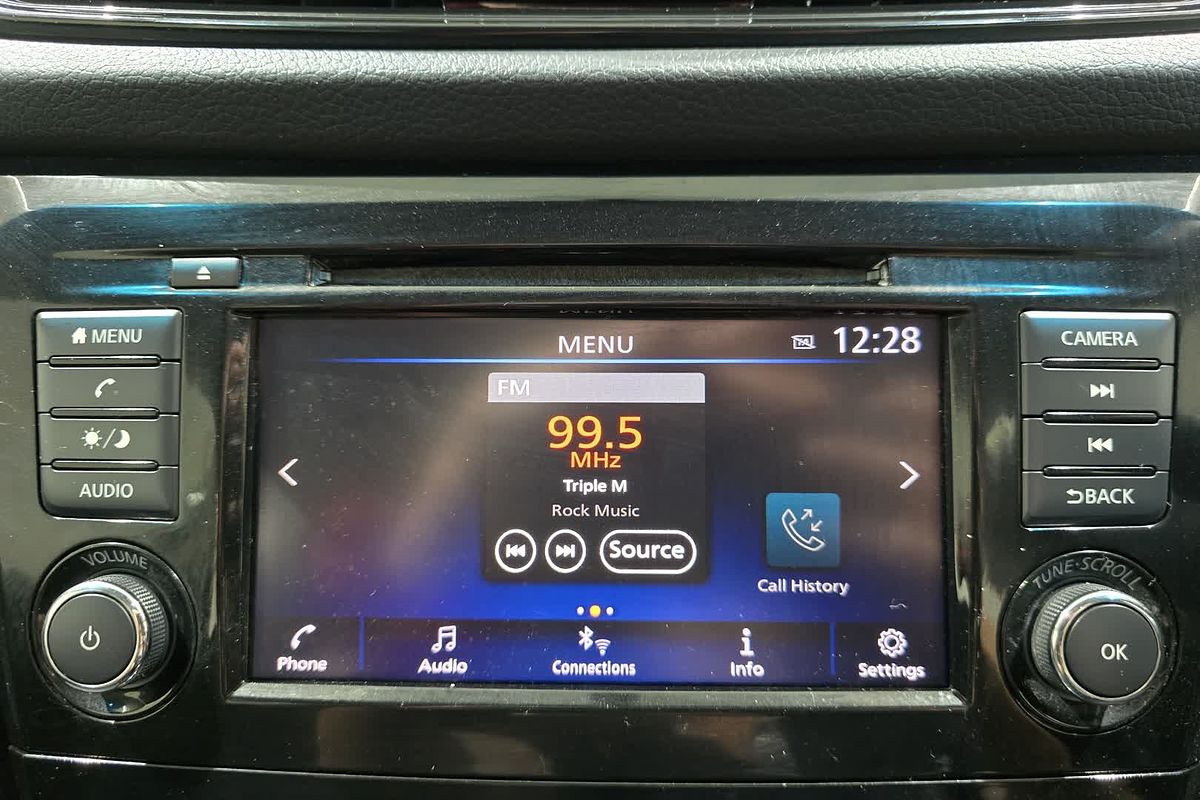 MENU
AUDIO
VOLUME
MENU
TA
12:28
FM
99.5
MHz
Triple M
Rock Music
Source
Call History
Phone
Audio
Connections
Info
Settings
CAMERA
BACK
TUNE·SCROLL
OK